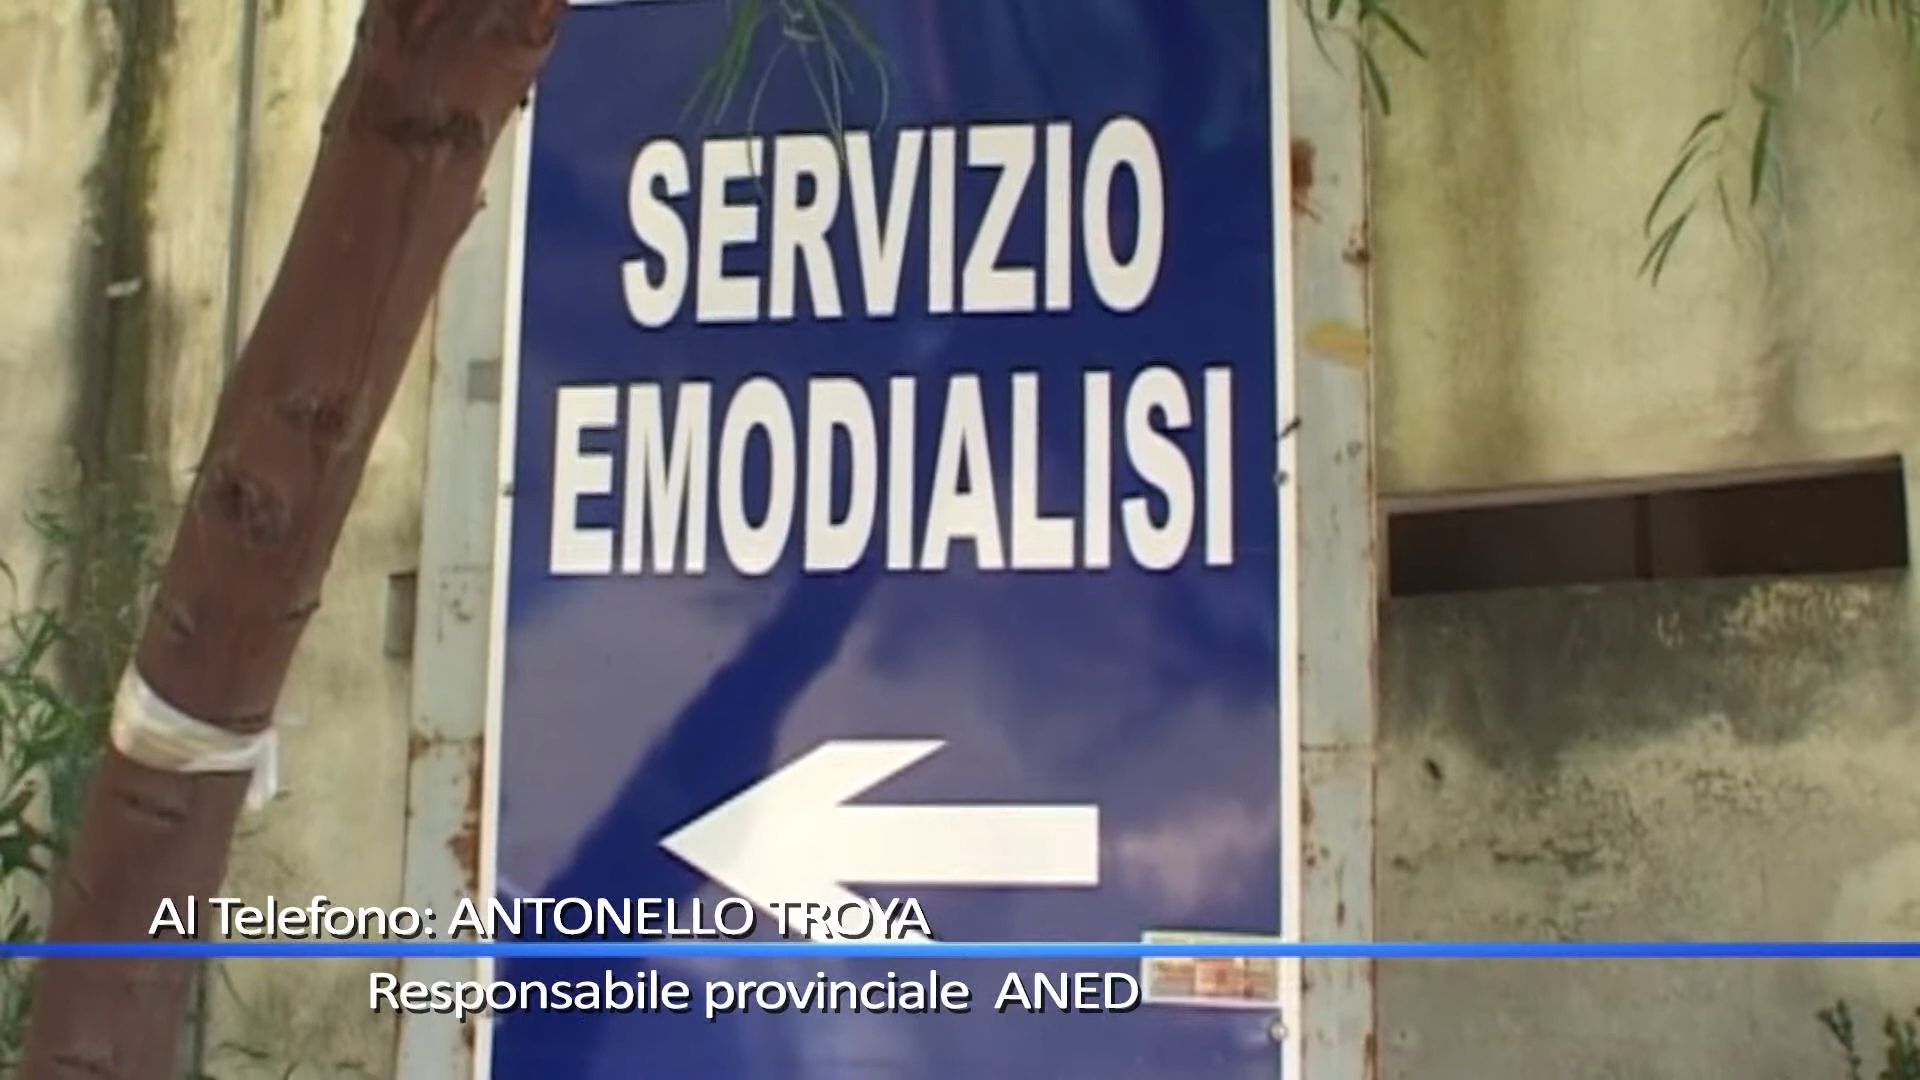 SERVIZIO
EMODIALISI
Al Telefono: ANTONELLO TROYA
Responsabile provinciale ANED